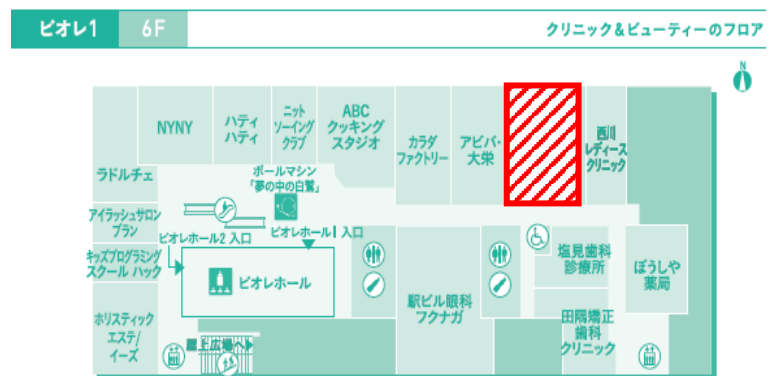 ピオレ1
6F
クリニック&ビューティーのフロア
N
NYNY
ハティ
ハティ
ニット
ソーイング
クラブ
ABC
クッキング
スタジオ
カラダ
ファクトリー
アビバ・
大栄
西川
レディース
クリニック
ラドルチェ
ボールマシン
「夢の中の白鷺」
アイラッシュサロン
ブラン
ピオレホール2 入口
ピオレホール1 入口
キッズプログラミング
スクール ハック
ピオレホール
塩見歯科
診療所
ぼうしや
薬局
駅ビル眼科
フクナガ
ホリスティック
エステ/
イーズ
屋上広場へ
田隅矯正
歯科
クリニック